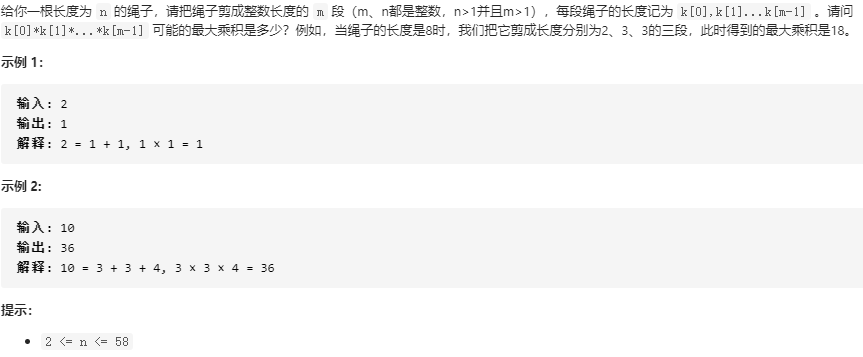 给你一根长度为 n 的绳子，请把绳子剪成整数长度的 m 段（m、n都是整数，n>1并且m>1），每段绳子的长度记为 k[0],k[1]...k[m-1] 。请问
k[0]*k[1]*...*k[m-1] 可能的最大乘积是多少？例如，当绳子的长度是8时，我们把它剪成长度分别为2、3、3的三段，此时得到的最大乘积是18。
示例 1：
输入: 2
输出: 1
解释: 2 = 1 + 1, 1 × 1 = 1
示例 2:
输入: 10
输出: 36
解释: 10 = 3 + 3 + 4, 3 × 3 × 4 = 36
提示：
2 <= n <= 58